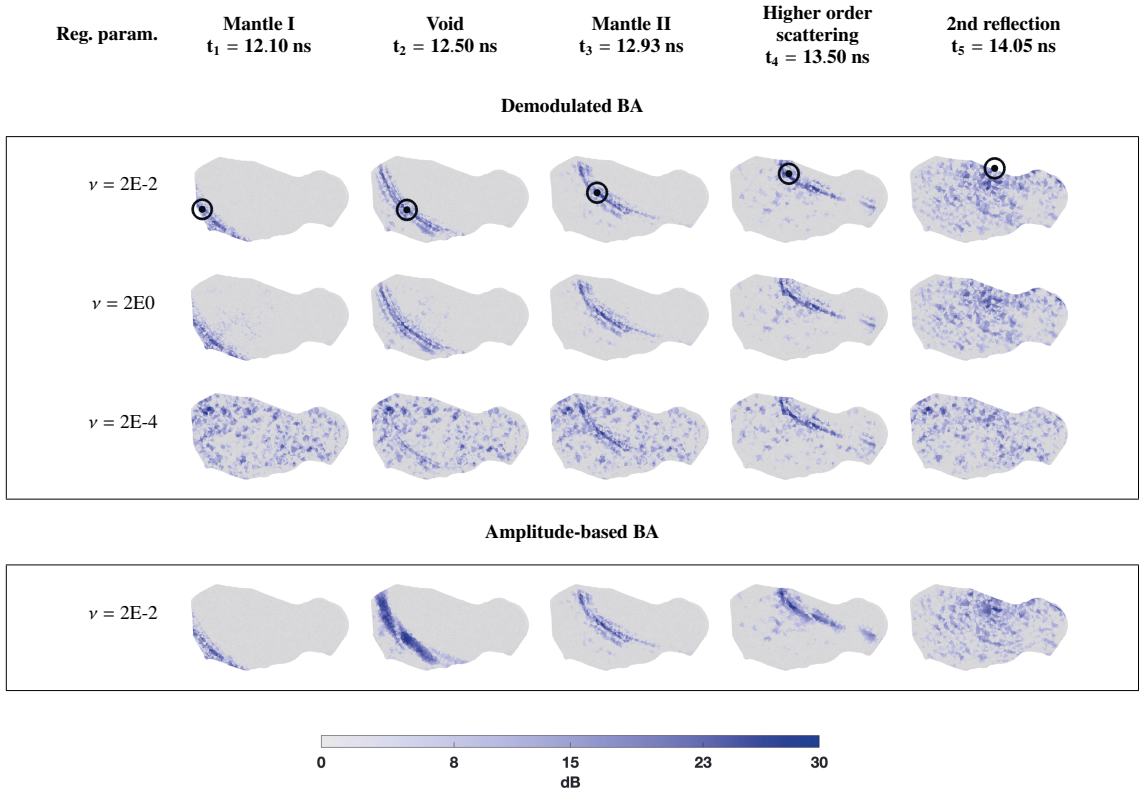 Reg. param.
Mantle I
t₁ = 12.10 ns
Void
t₂ = 12.50 ns
Mantle II
t₃ = 12.93 ns
Higher order
scattering
t₄ = 13.50 ns
2nd reflection
t₅ = 14.05 ns
Demodulated BA
ν = 2E-2
ν = 2E0
ν = 2E-4
Amplitude-based BA
ν = 2E-2
0 8 15 23 30
dB